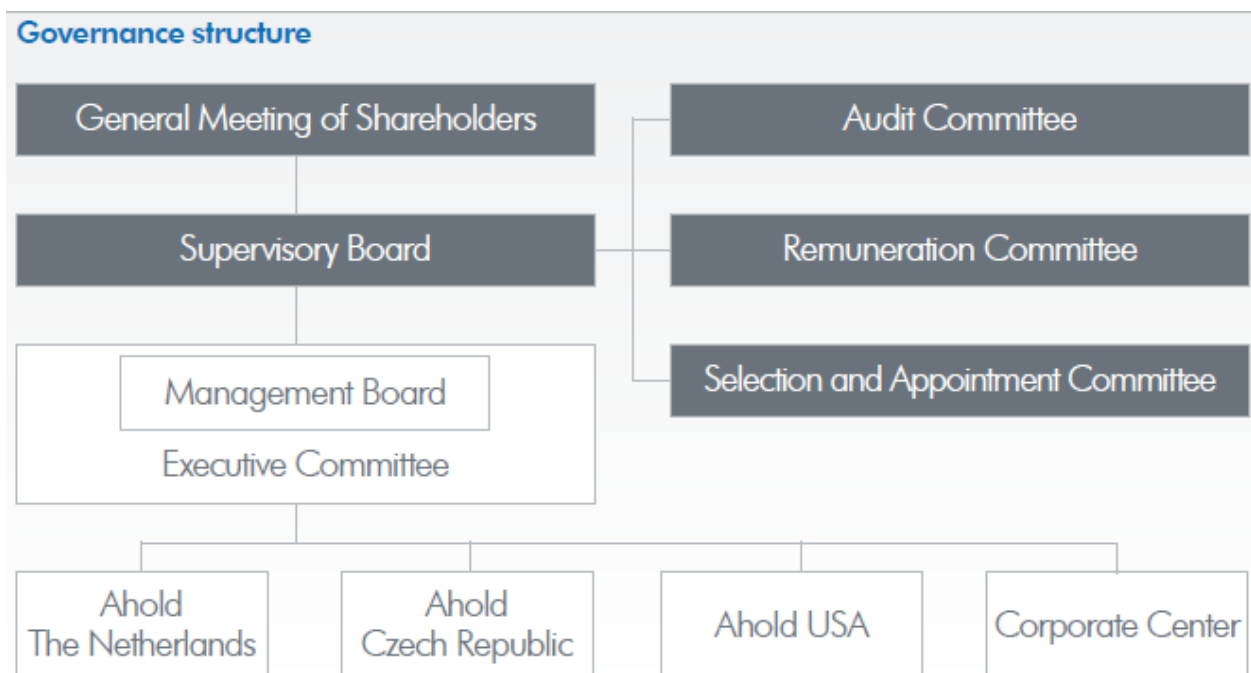 Governance structure
General Meeting of Shareholders
Audit Committee
Supervisory Board
Remuneration Committee
Management Board
Executive Committee
Selection and Appointment Committee
Ahold
The Netherlands
Ahold
Czech Republic
Ahold USA
Corporate Center